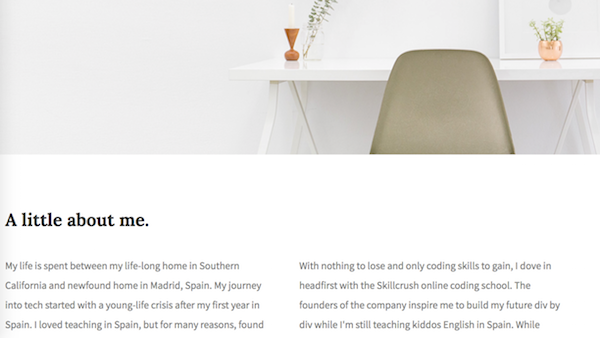 A little about me.
My life is spent between my life-long home in Southern
California and newfound home in Madrid, Spain. My journey
into tech started with a young-life crisis after my first year in
Spain. I loved teaching in Spain, but for many reasons, found
With nothing to lose and only coding skills to gain, I dove in
headfirst with the Skillcrush online coding school. The
founders of the company inspire me to build my future div by
div while I'm still teaching kiddos English in Spain. While